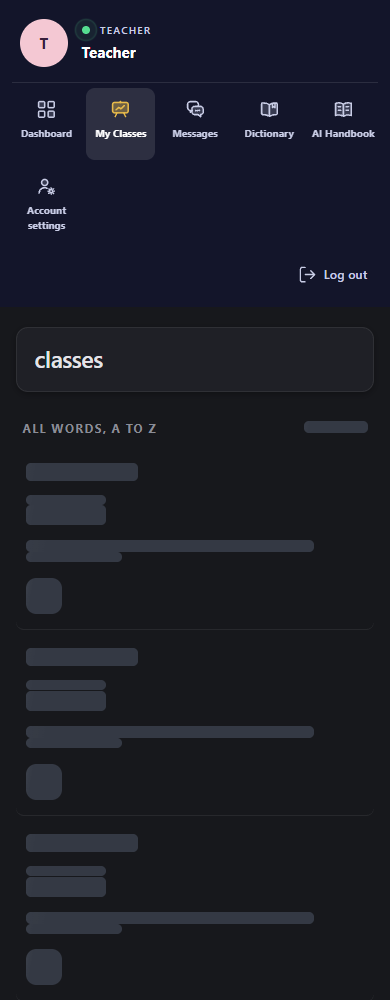 T
TEACHER
Teacher
Dashboard
My Classes
Messages
Dictionary
AI Handbook
Account
settings
Log out
classes
ALL WORDS, A TO Z